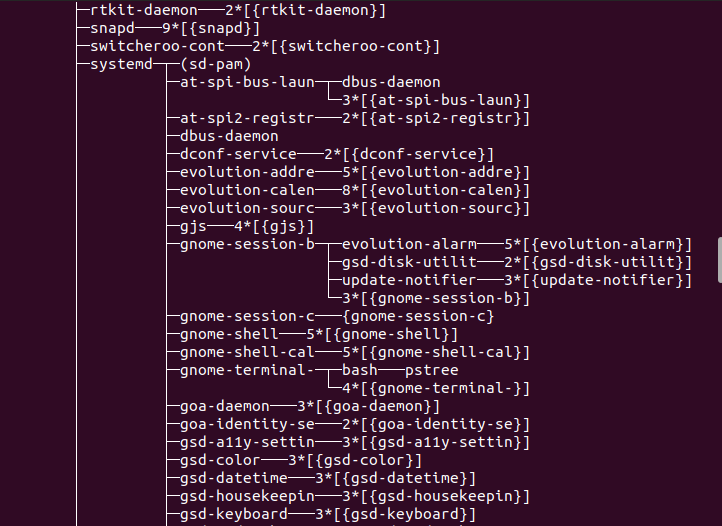 ├─rtkit-daemon───2*[{rtkit-daemon}]
├─snapd───9*[{snapd}]
├─switcheroo-cont───2*[{switcheroo-cont}]
├─systemd─┬─(sd-pam)
│         ├─at-spi-bus-laun─┬─dbus-daemon
│         │                 └─3*[{at-spi-bus-laun}]
│         ├─at-spi2-registr───2*[{at-spi2-registr}]
│         ├─dbus-daemon
│         ├─dconf-service───2*[{dconf-service}]
│         ├─evolution-addre───5*[{evolution-addre}]
│         ├─evolution-calen───8*[{evolution-calen}]
│         ├─evolution-sourc───3*[{evolution-sourc}]
│         ├─gjs───4*[{gjs}]
│         ├─gnome-session-b─┬─evolution-alarm───5*[{evolution-alarm}]
│         │                 ├─gsd-disk-utilit───2*[{gsd-disk-utilit}]
│         │                 ├─update-notifier───3*[{update-notifier}]
│         │                 └─3*[{gnome-session-b}]
│         ├─gnome-session-c───{gnome-session-c}
│         ├─gnome-shell───5*[{gnome-shell}]
│         ├─gnome-shell-cal───5*[{gnome-shell-cal}]
│         ├─gnome-terminal-─┬─bash───pstree
│         │                 └─4*[{gnome-terminal-}]
│         ├─goa-daemon───3*[{goa-daemon}]
│         ├─goa-identity-se───2*[{goa-identity-se}]
│         ├─gsd-a11y-settin───3*[{gsd-a11y-settin}]
│         ├─gsd-color───3*[{gsd-color}]
│         ├─gsd-datetime───3*[{gsd-datetime}]
│         ├─gsd-housekeepin───3*[{gsd-housekeepin}]
│         ├─gsd-keyboard───3*[{gsd-keyboard}]